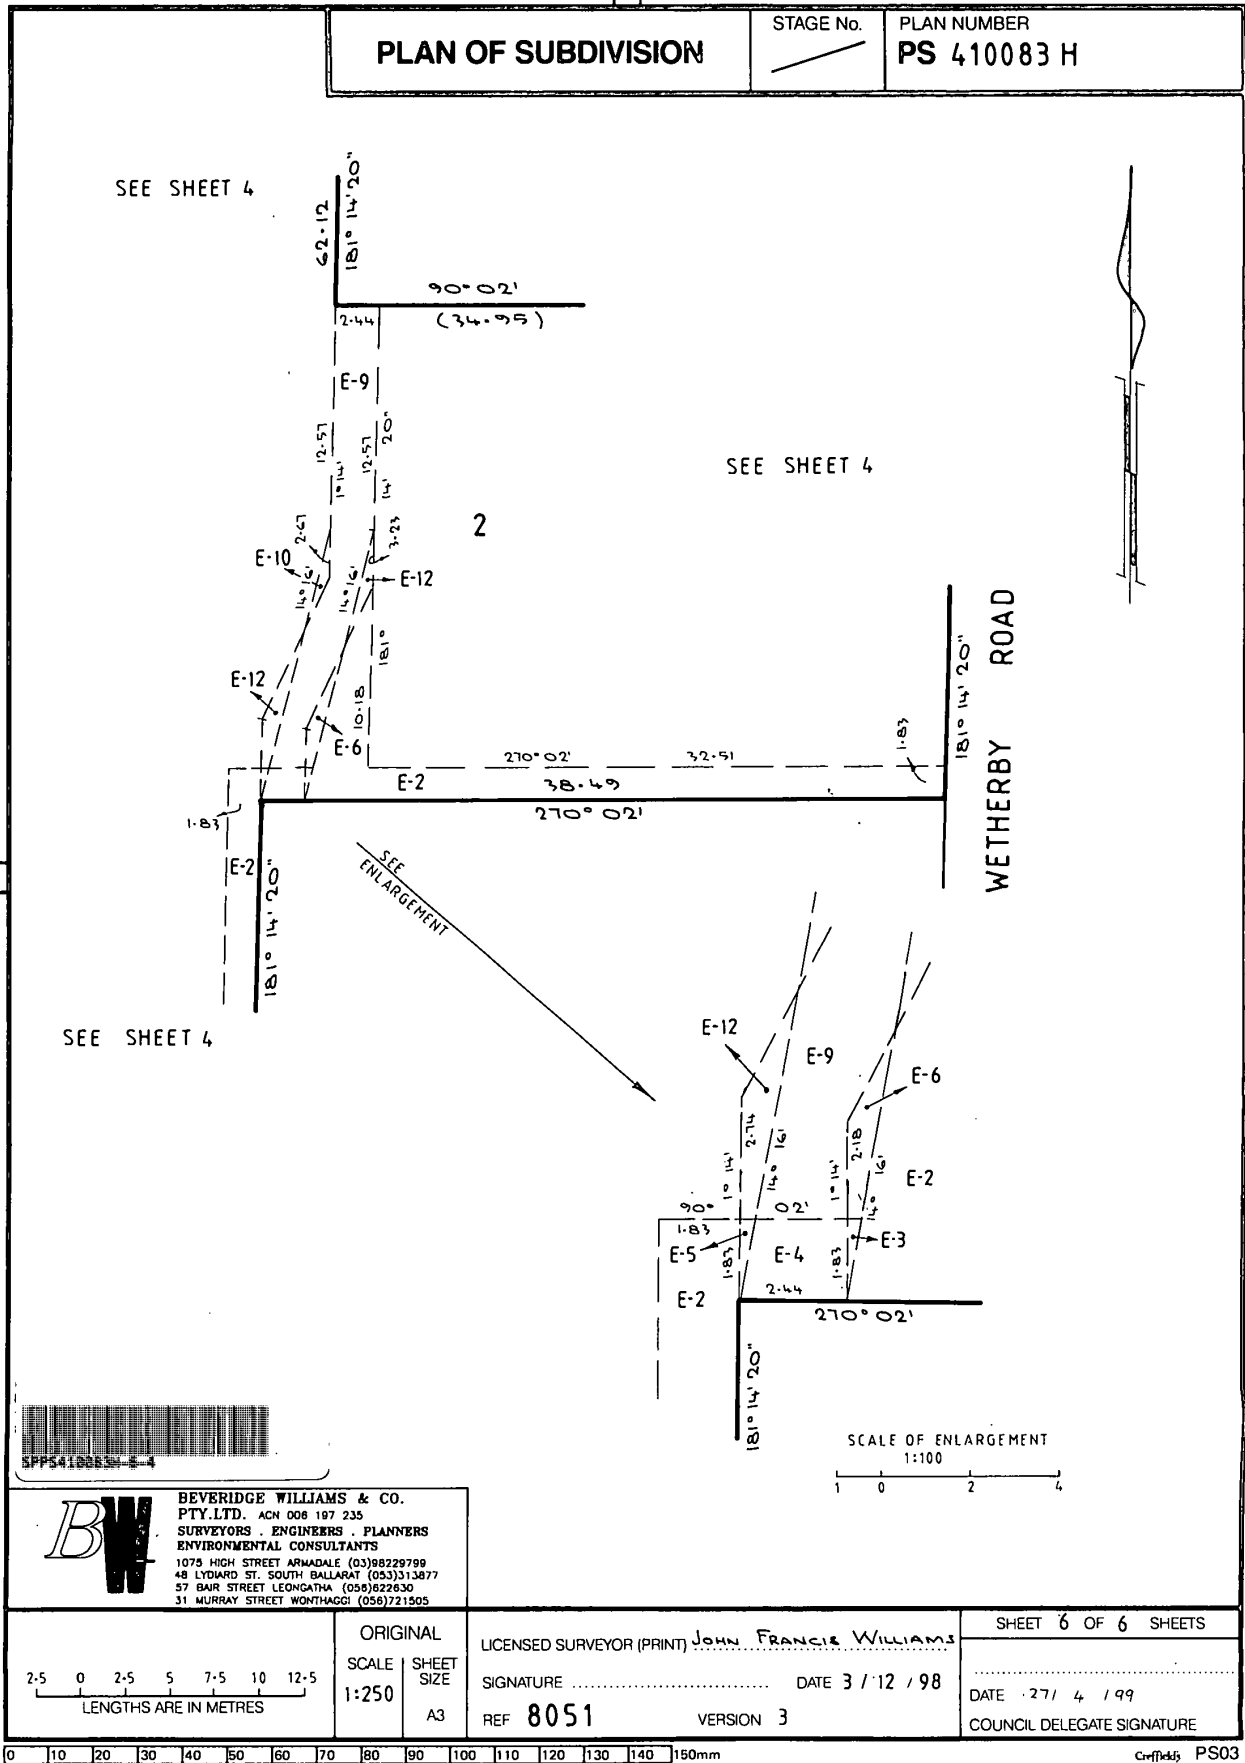 PLAN OF SUBDIVISION
STAGE No.
PLAN NUMBER
PS 410083 H
SEE SHEET 4
62·12
181° 14' 20"
90° 02'
(34·95)
2·44
E-9
12·57
1° 14'
12·57
14' 20"
SEE SHEET 4
2
2·67
3·23
E-10
14° 16'
14° 16'
E-12
181°
10·18
E-12
E-6
270° 02'
32·51
1·83
E-2
38·49
270° 02'
181° 14' 20"
WETHERBY ROAD
1·83
E-2
181° 14' 20"
SEE
ENLARGEMENT
SEE SHEET 4
E-12
E-9
E-6
2·74
1° 14'
14° 16'
2·18
1° 14'
14° 16'
E-2
90° 02'
1·83
E-5
1·83
E-4
1·83
E-3
E-2
2·44
270° 02'
181° 14' 20"
SCALE OF ENLARGEMENT
1:100
1 0 2 4
BW
BEVERIDGE WILLIAMS & CO.
PTY.LTD. ACN 006 197 235
SURVEYORS . ENGINEERS . PLANNERS
ENVIRONMENTAL CONSULTANTS
1075 HIGH STREET ARMADALE (03)98229799
48 LYDIARD ST. SOUTH BALLARAT (053)313877
57 BAIR STREET LEONGATHA (056)622630
31 MURRAY STREET WONTHAGGI (056)721505
2·5 0 2·5 5 7·5 10 12·5
LENGTHS ARE IN METRES
ORIGINAL
SCALE
1:250
SHEET
SIZE
A3
LICENSED SURVEYOR (PRINT) JOHN FRANCIS WILLIAMS
SIGNATURE DATE 3 / 12 / 98
REF 8051 VERSION 3
SHEET 6 OF 6 SHEETS
DATE 27 / 4 / 99
COUNCIL DELEGATE SIGNATURE
0 10 20 30 40 50 60 70 80 90 100 110 120 130 140 150mm
Creffields PS03